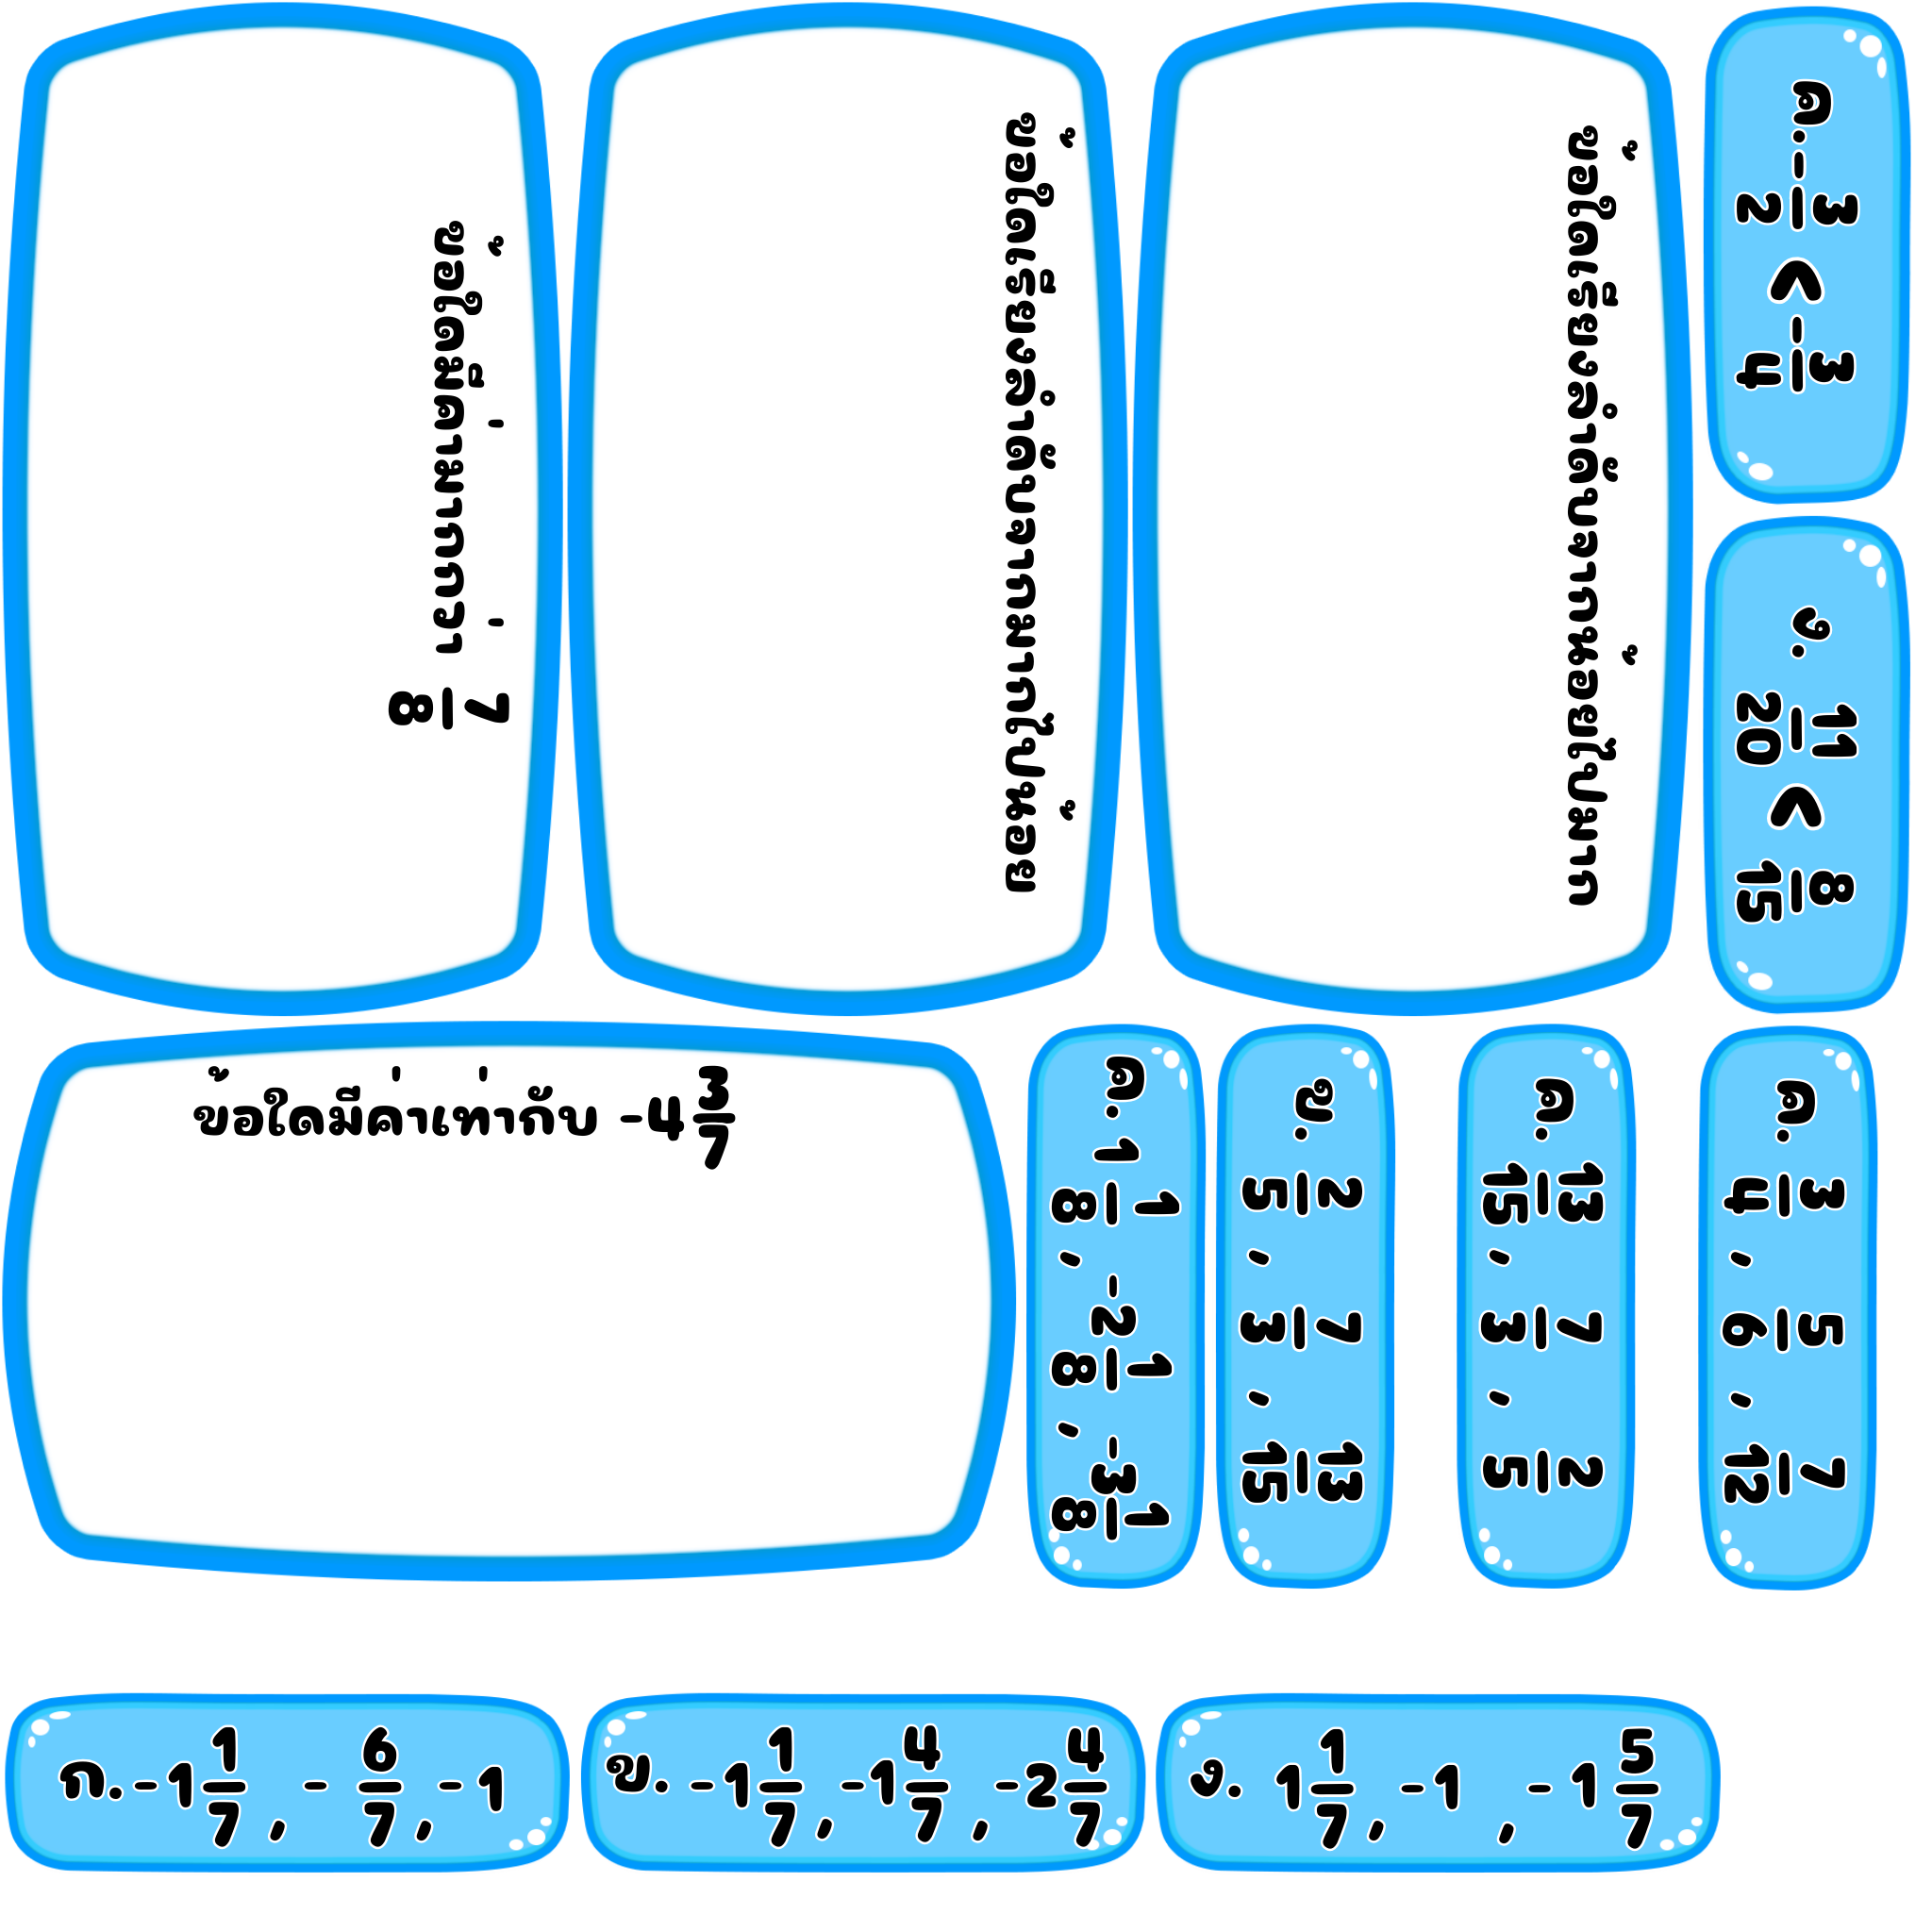 ข้อใดมีค่ามากกว่า 7/8
ข้อใดเรียงลำดับจากมากไปน้อย
ข้อใดเรียงลำดับจากน้อยไปมาก
ค. -3/2 < -3/4
ง. 11/20 < 8/15
ข้อใดมีค่าเท่ากับ -4 3/7
ค. 1 1/8 , -2 1/8 , -3 1/8
ก. 2/5 , 7/3 , 13/15
ค. 13/15 , 7/3 , 2/5
ค. 3/4 , 5/6 , 7/12
ก. -1 1/7 , - 6/7 , -1
ข. -1 1/7 , -1 4/7 , -2 4/7
ง. 1 1/7 , -1 , -1 5/7